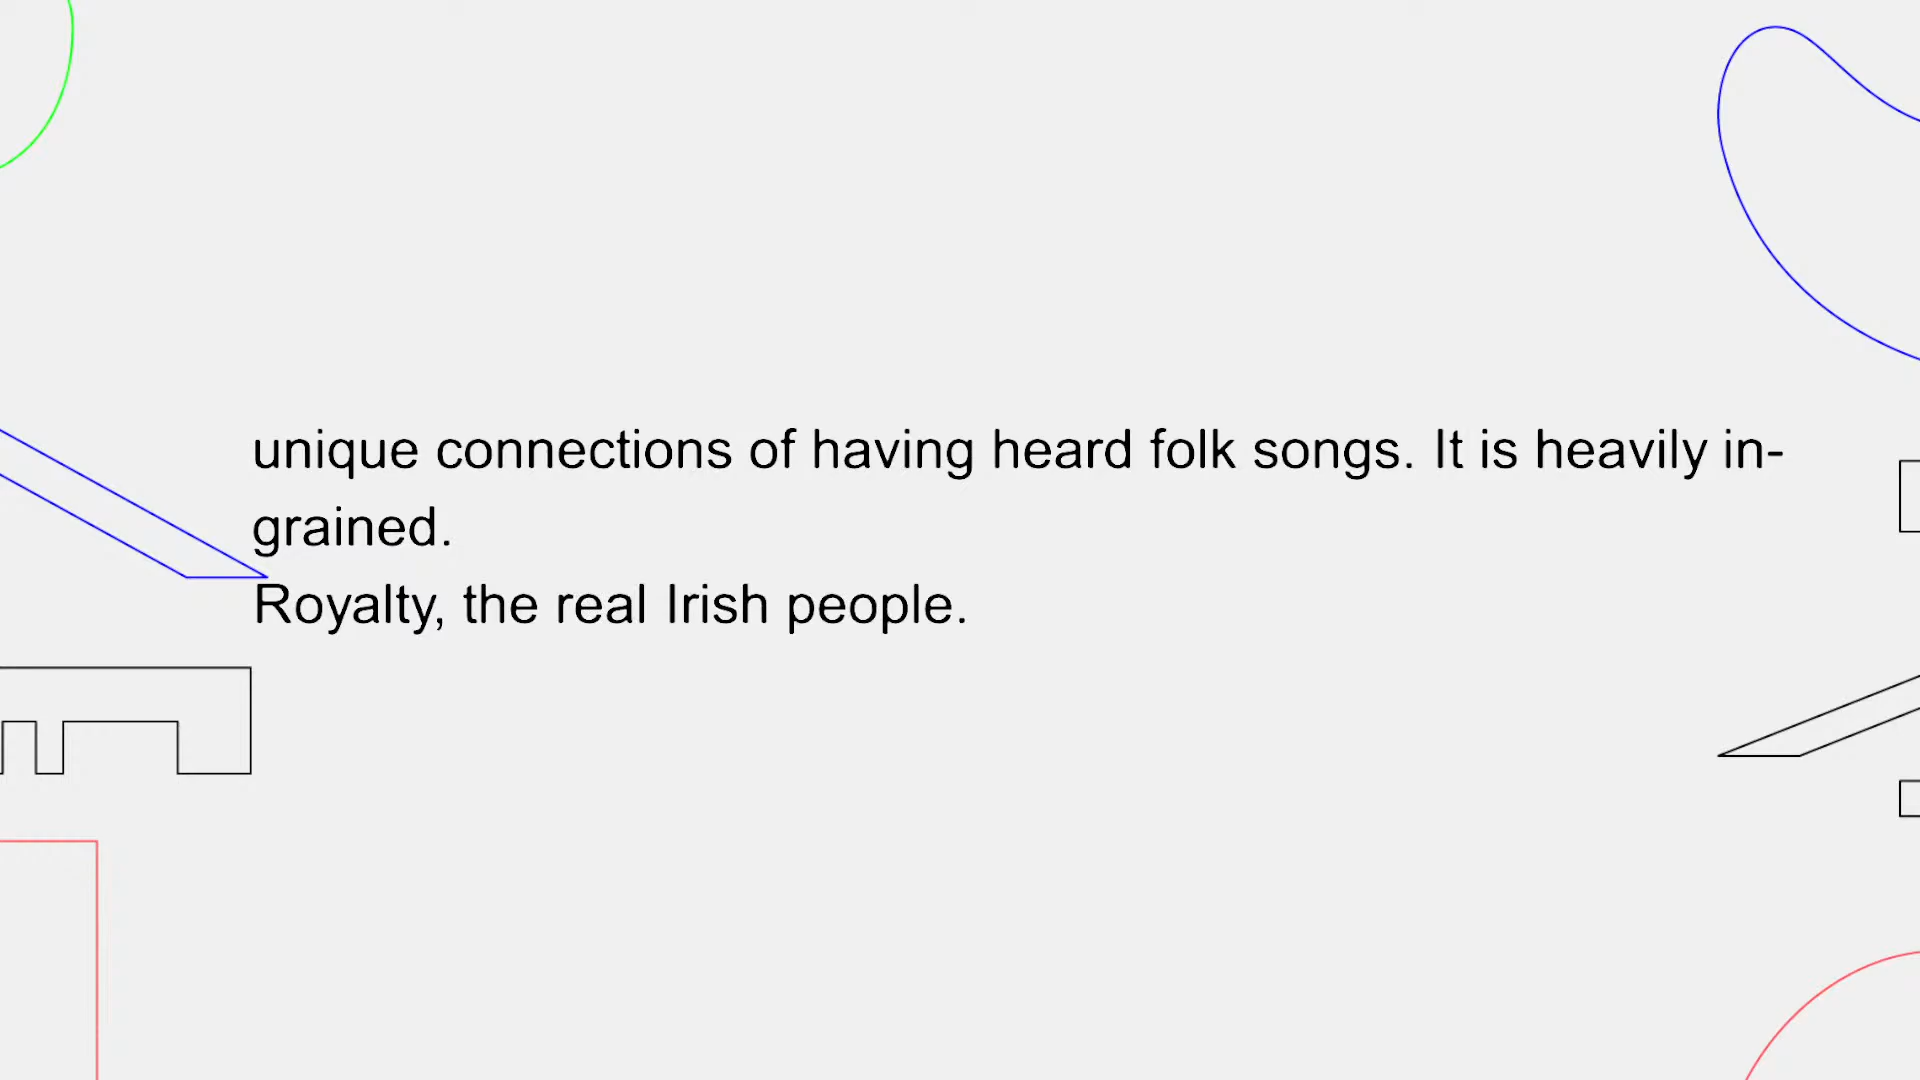 unique connections of having heard folk songs. It is heavily in-
grained.
Royalty, the real Irish people.